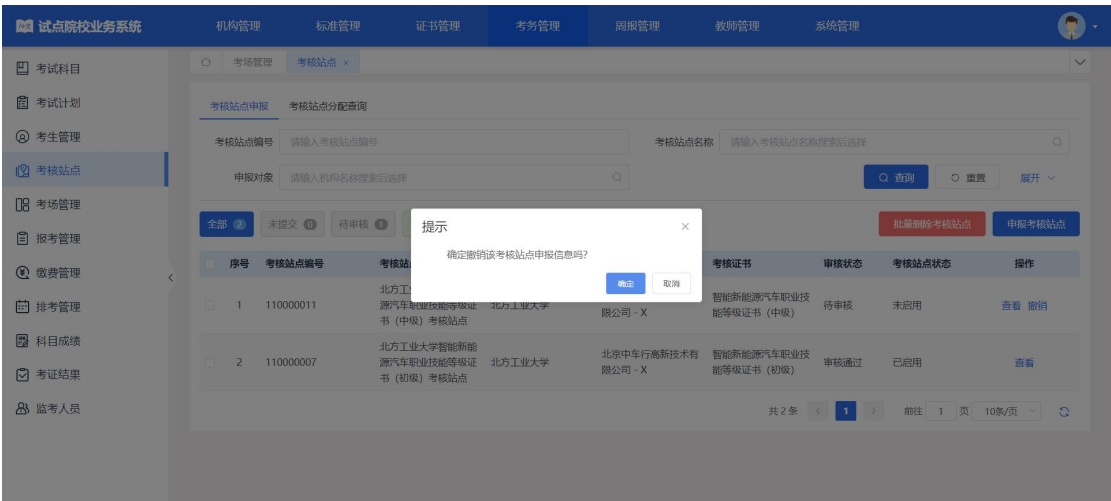 试点院校业务系统
机构管理 标准管理 证书管理 考务管理 周报管理 教师管理 系统管理
考试科目
考试计划
考生管理
考核站点
考场管理
报考管理
缴费管理
排考管理
科目成绩
考证结果
监考人员
考场管理 考核站点 ×
考核站点申报 考核站点分配查询
考核站点编号 请输入考核站点编号 考核站点名称 请输入考核站点名称搜索后选择
申报对象 请输入机构名称搜索后选择 查询 重置 展开
全部 2 未提交 0 待审核 1 批量删除考核站点 申报考核站点
提示 ×
确定撤销该考核站点申报信息吗?
确定 取消
序号 考核站点编号 考核站 考核证书 审核状态 考核站点状态 操作
1 110000011 北方工 源汽车职业技能等级证 书（中级）考核站点 北方工业大学 限公司 - X 智能新能源汽车职业技 能等级证书（中级） 待审核 未启用 查看 撤销
2 110000007 北方工业大学智能新能 源汽车职业技能等级证 书（初级）考核站点 北方工业大学 北京中车行高新技术有 限公司 - X 智能新能源汽车职业技 能等级证书（初级） 审核通过 已启用 查看
共 2 条 1 前往 1 页 10条/页